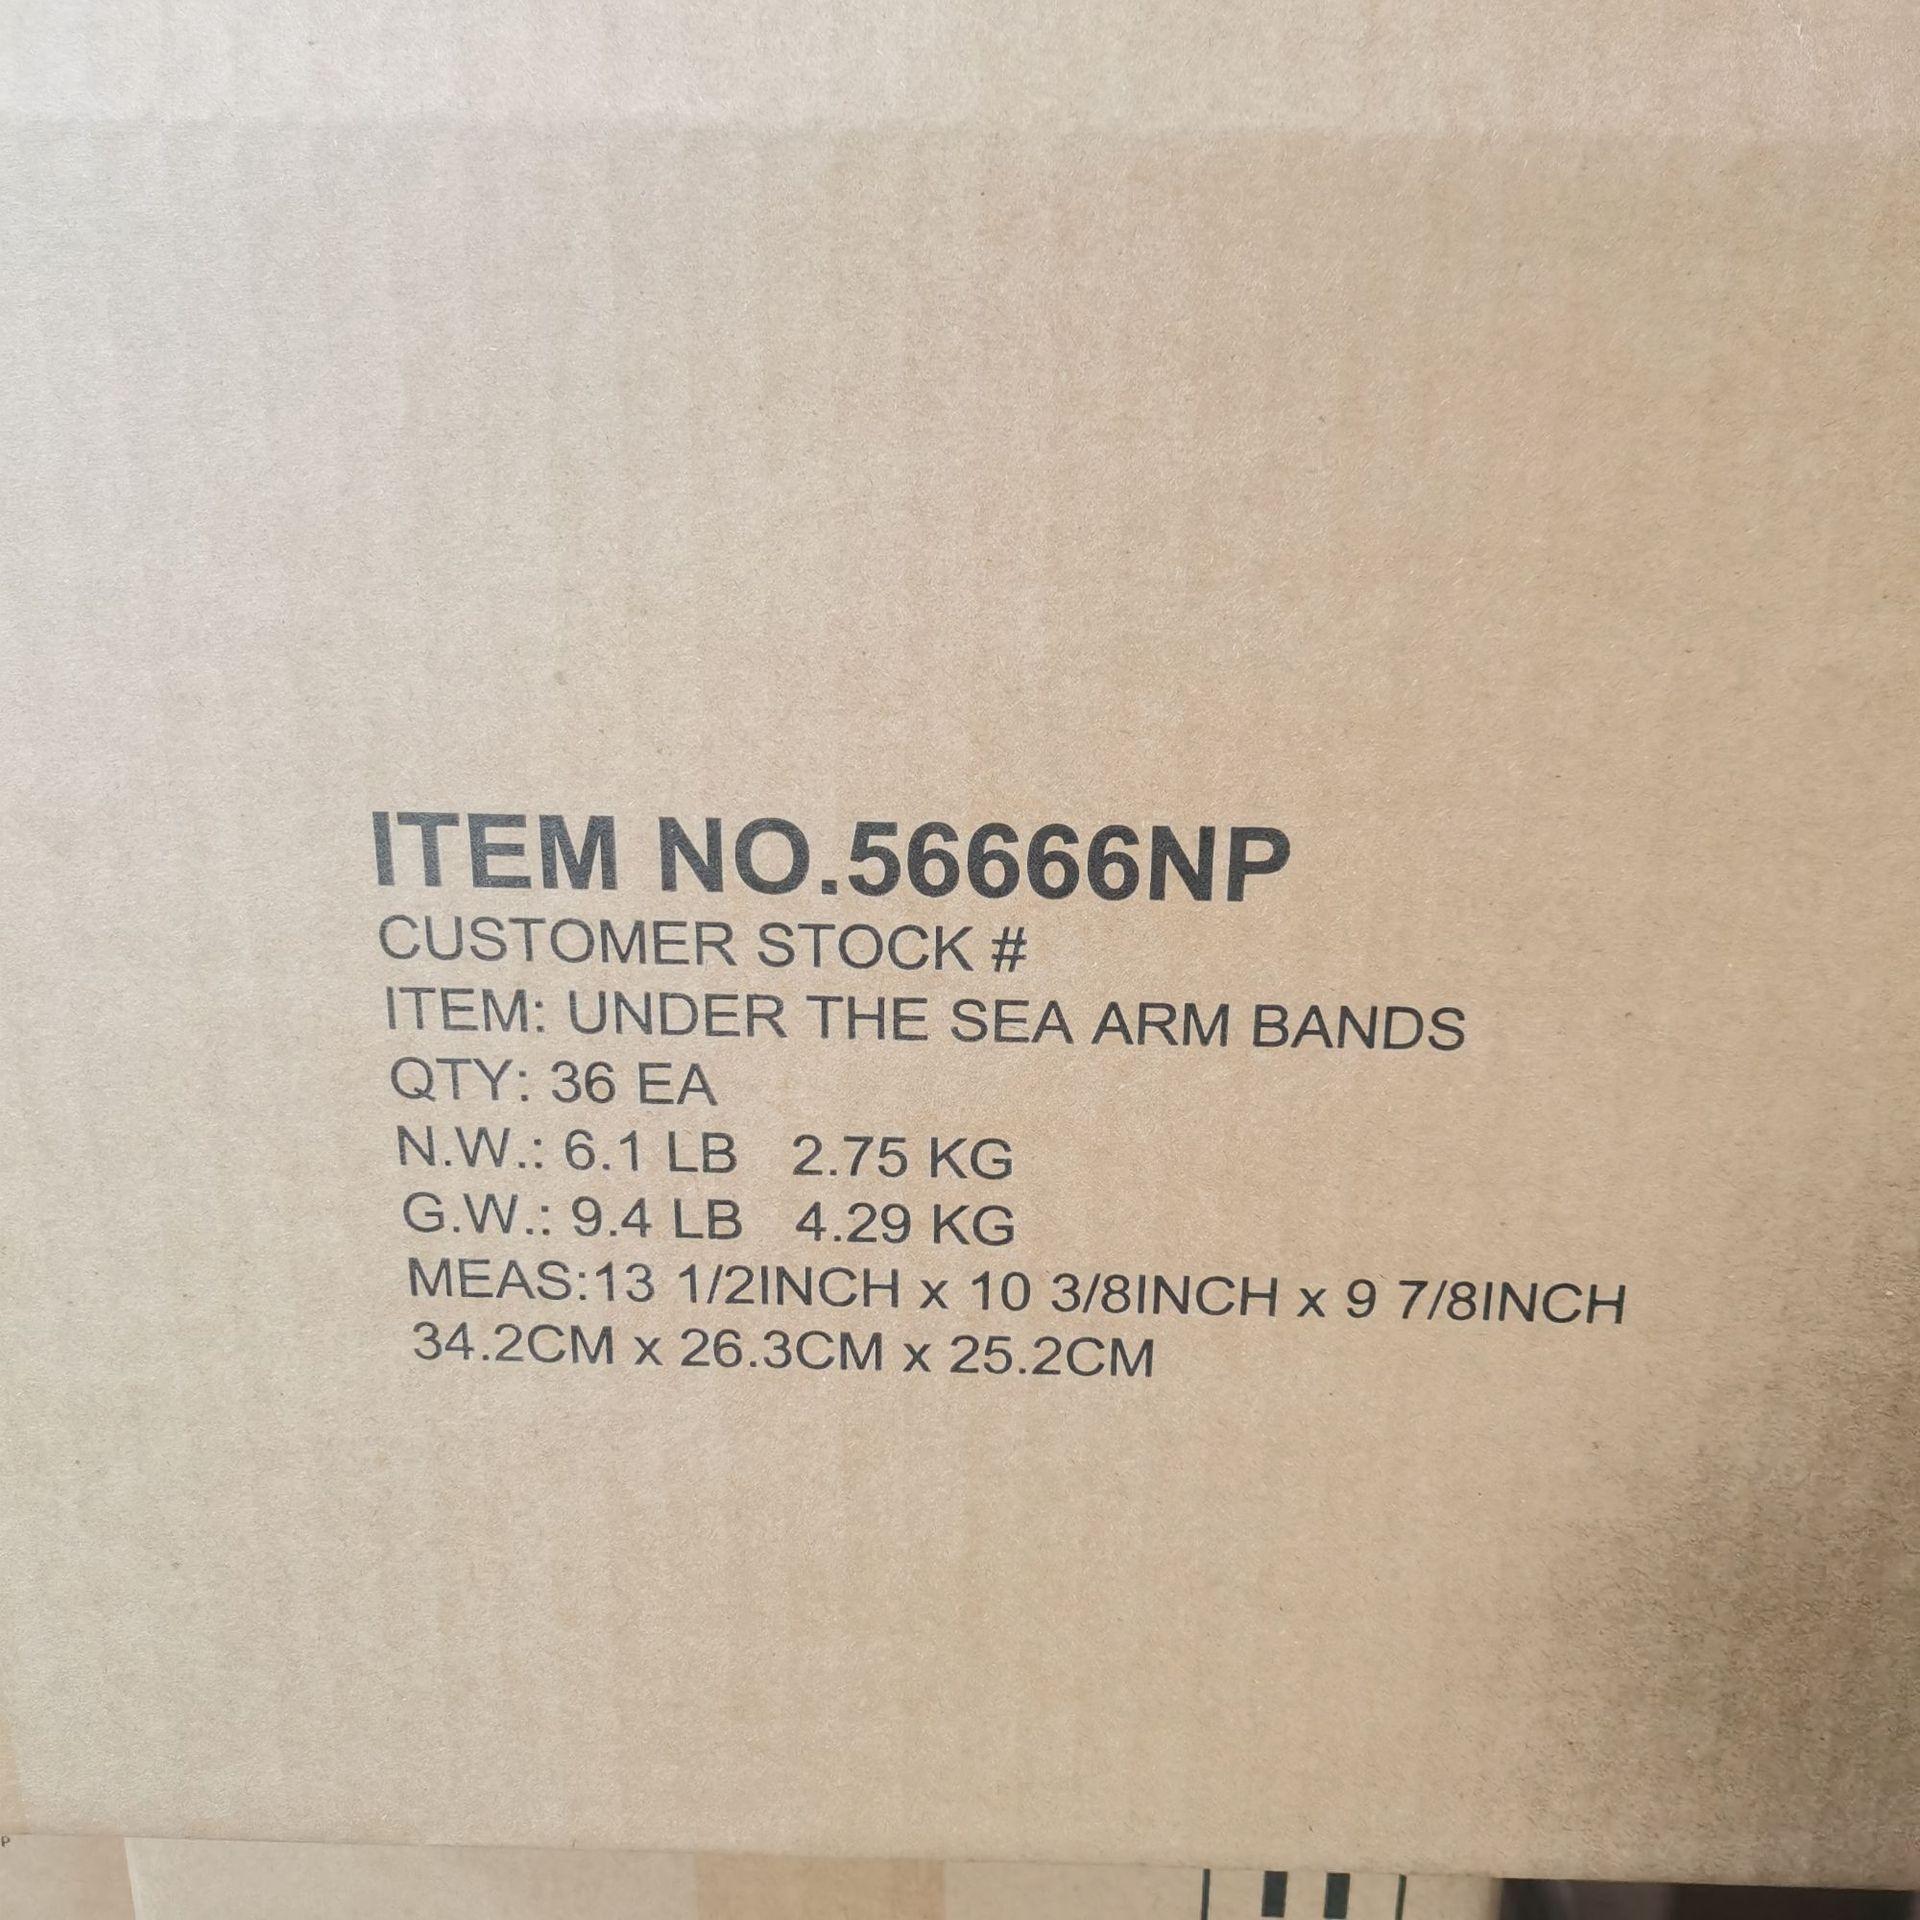 ITEM NO.56666NP
CUSTOMER STOCK #
ITEM: UNDER THE SEA ARM BANDS
QTY: 36 EA
N.W.: 6.1 LB 2.75 KG
G.W.: 9.4 LB 4.29 KG
MEAS:13 1/2INCH x 10 3/8INCH x 9 7/8INCH
34.2CM x 26.3CM x 25.2CM
P